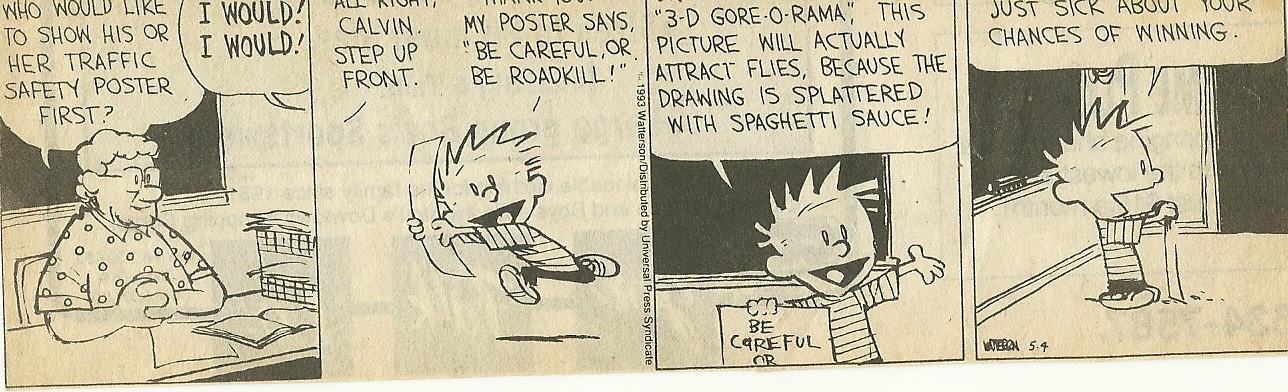 WHO WOULD LIKE
TO SHOW HIS OR
HER TRAFFIC
SAFETY POSTER
FIRST?
I WOULD!
I WOULD!
ALL RIGHT,
CALVIN.
STEP UP
FRONT.
MY POSTER SAYS,
"BE CAREFUL, OR
BE ROADKILL!"
© 1993 Watterson/Distributed by Universal Press Syndicate
"3-D GORE-O-RAMA," THIS
PICTURE WILL ACTUALLY
ATTRACT FLIES, BECAUSE THE
DRAWING IS SPLATTERED
WITH SPAGHETTI SAUCE!
BE
CAREFUL
OR
JUST SICK ABOUT YOUR
CHANCES OF WINNING.
WATTERSON 5.4